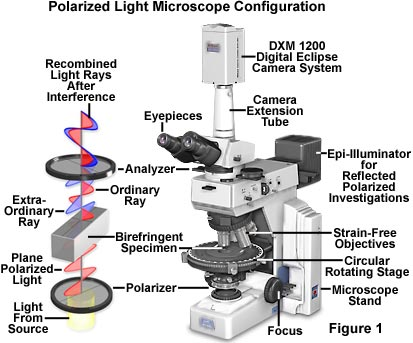 Polarized Light Microscope Configuration
Recombined
Light Rays
After
Interference
DXM 1200
Digital Eclipse
Camera System
Eyepieces
Camera
Extension
Tube
Analyzer
Epi-Illuminator
for
Reflected
Polarized
Investigations
Ordinary
Ray
Extra-
Ordinary
Ray
Birefringent
Specimen
Strain-Free
Objectives
Plane
Polarized
Light
Circular
Rotating Stage
Polarizer
Microscope
Stand
Light
From
Source
Focus
Figure 1